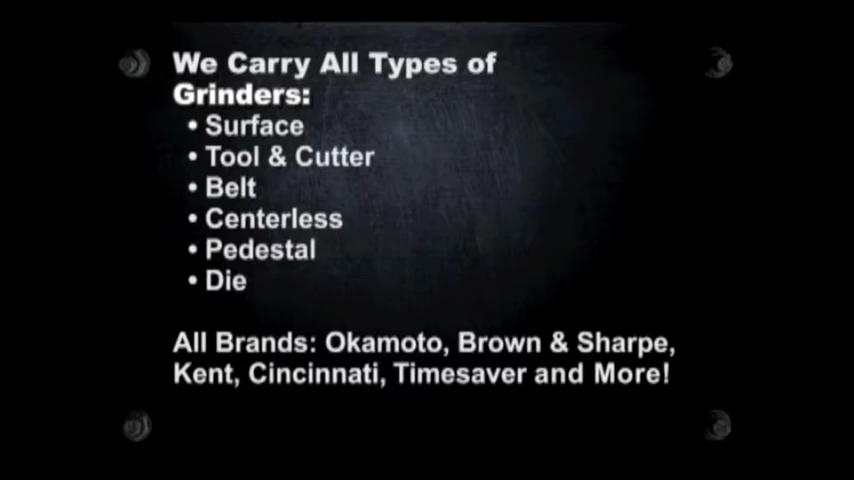 We Carry All Types of
Grinders:
• Surface
• Tool & Cutter
• Belt
• Centerless
• Pedestal
• Die
All Brands: Okamoto, Brown & Sharpe,
Kent, Cincinnati, Timesaver and More!